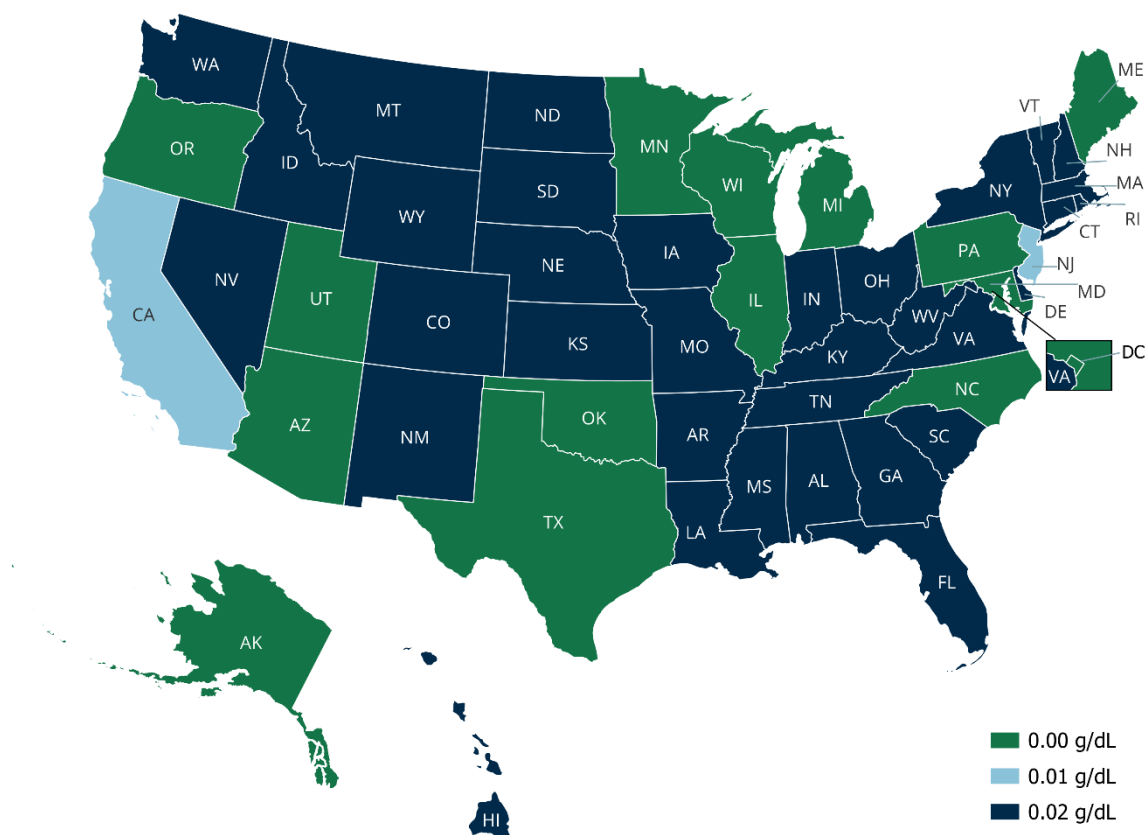 WA
MT
ND
MN
OR
ID
SD
WI
MI
WY
NY
VT
ME
NH
MA
RI
CT
NV
UT
CA
CO
NE
IA
IL
IN
OH
PA
NJ
MD
DE
DC
VA
KS
MO
KY
WV
VA
AZ
NM
OK
AR
TN
NC
SC
TX
LA
MS
AL
GA
FL
AK
HI
0.00 g/dL
0.01 g/dL
0.02 g/dL